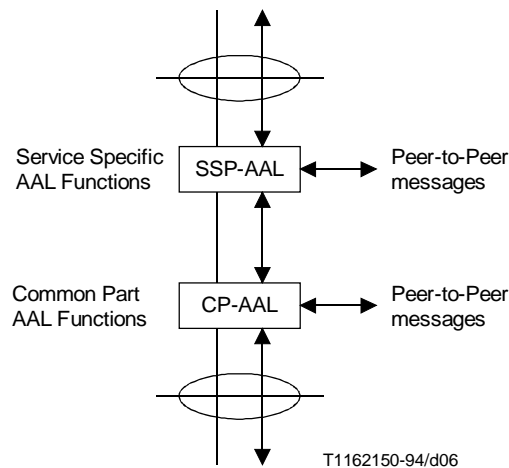 Service Specific
AAL Functions
SSP-AAL
Peer-to-Peer
messages
Common Part
AAL Functions
CP-AAL
Peer-to-Peer
messages
T1162150-94/d06